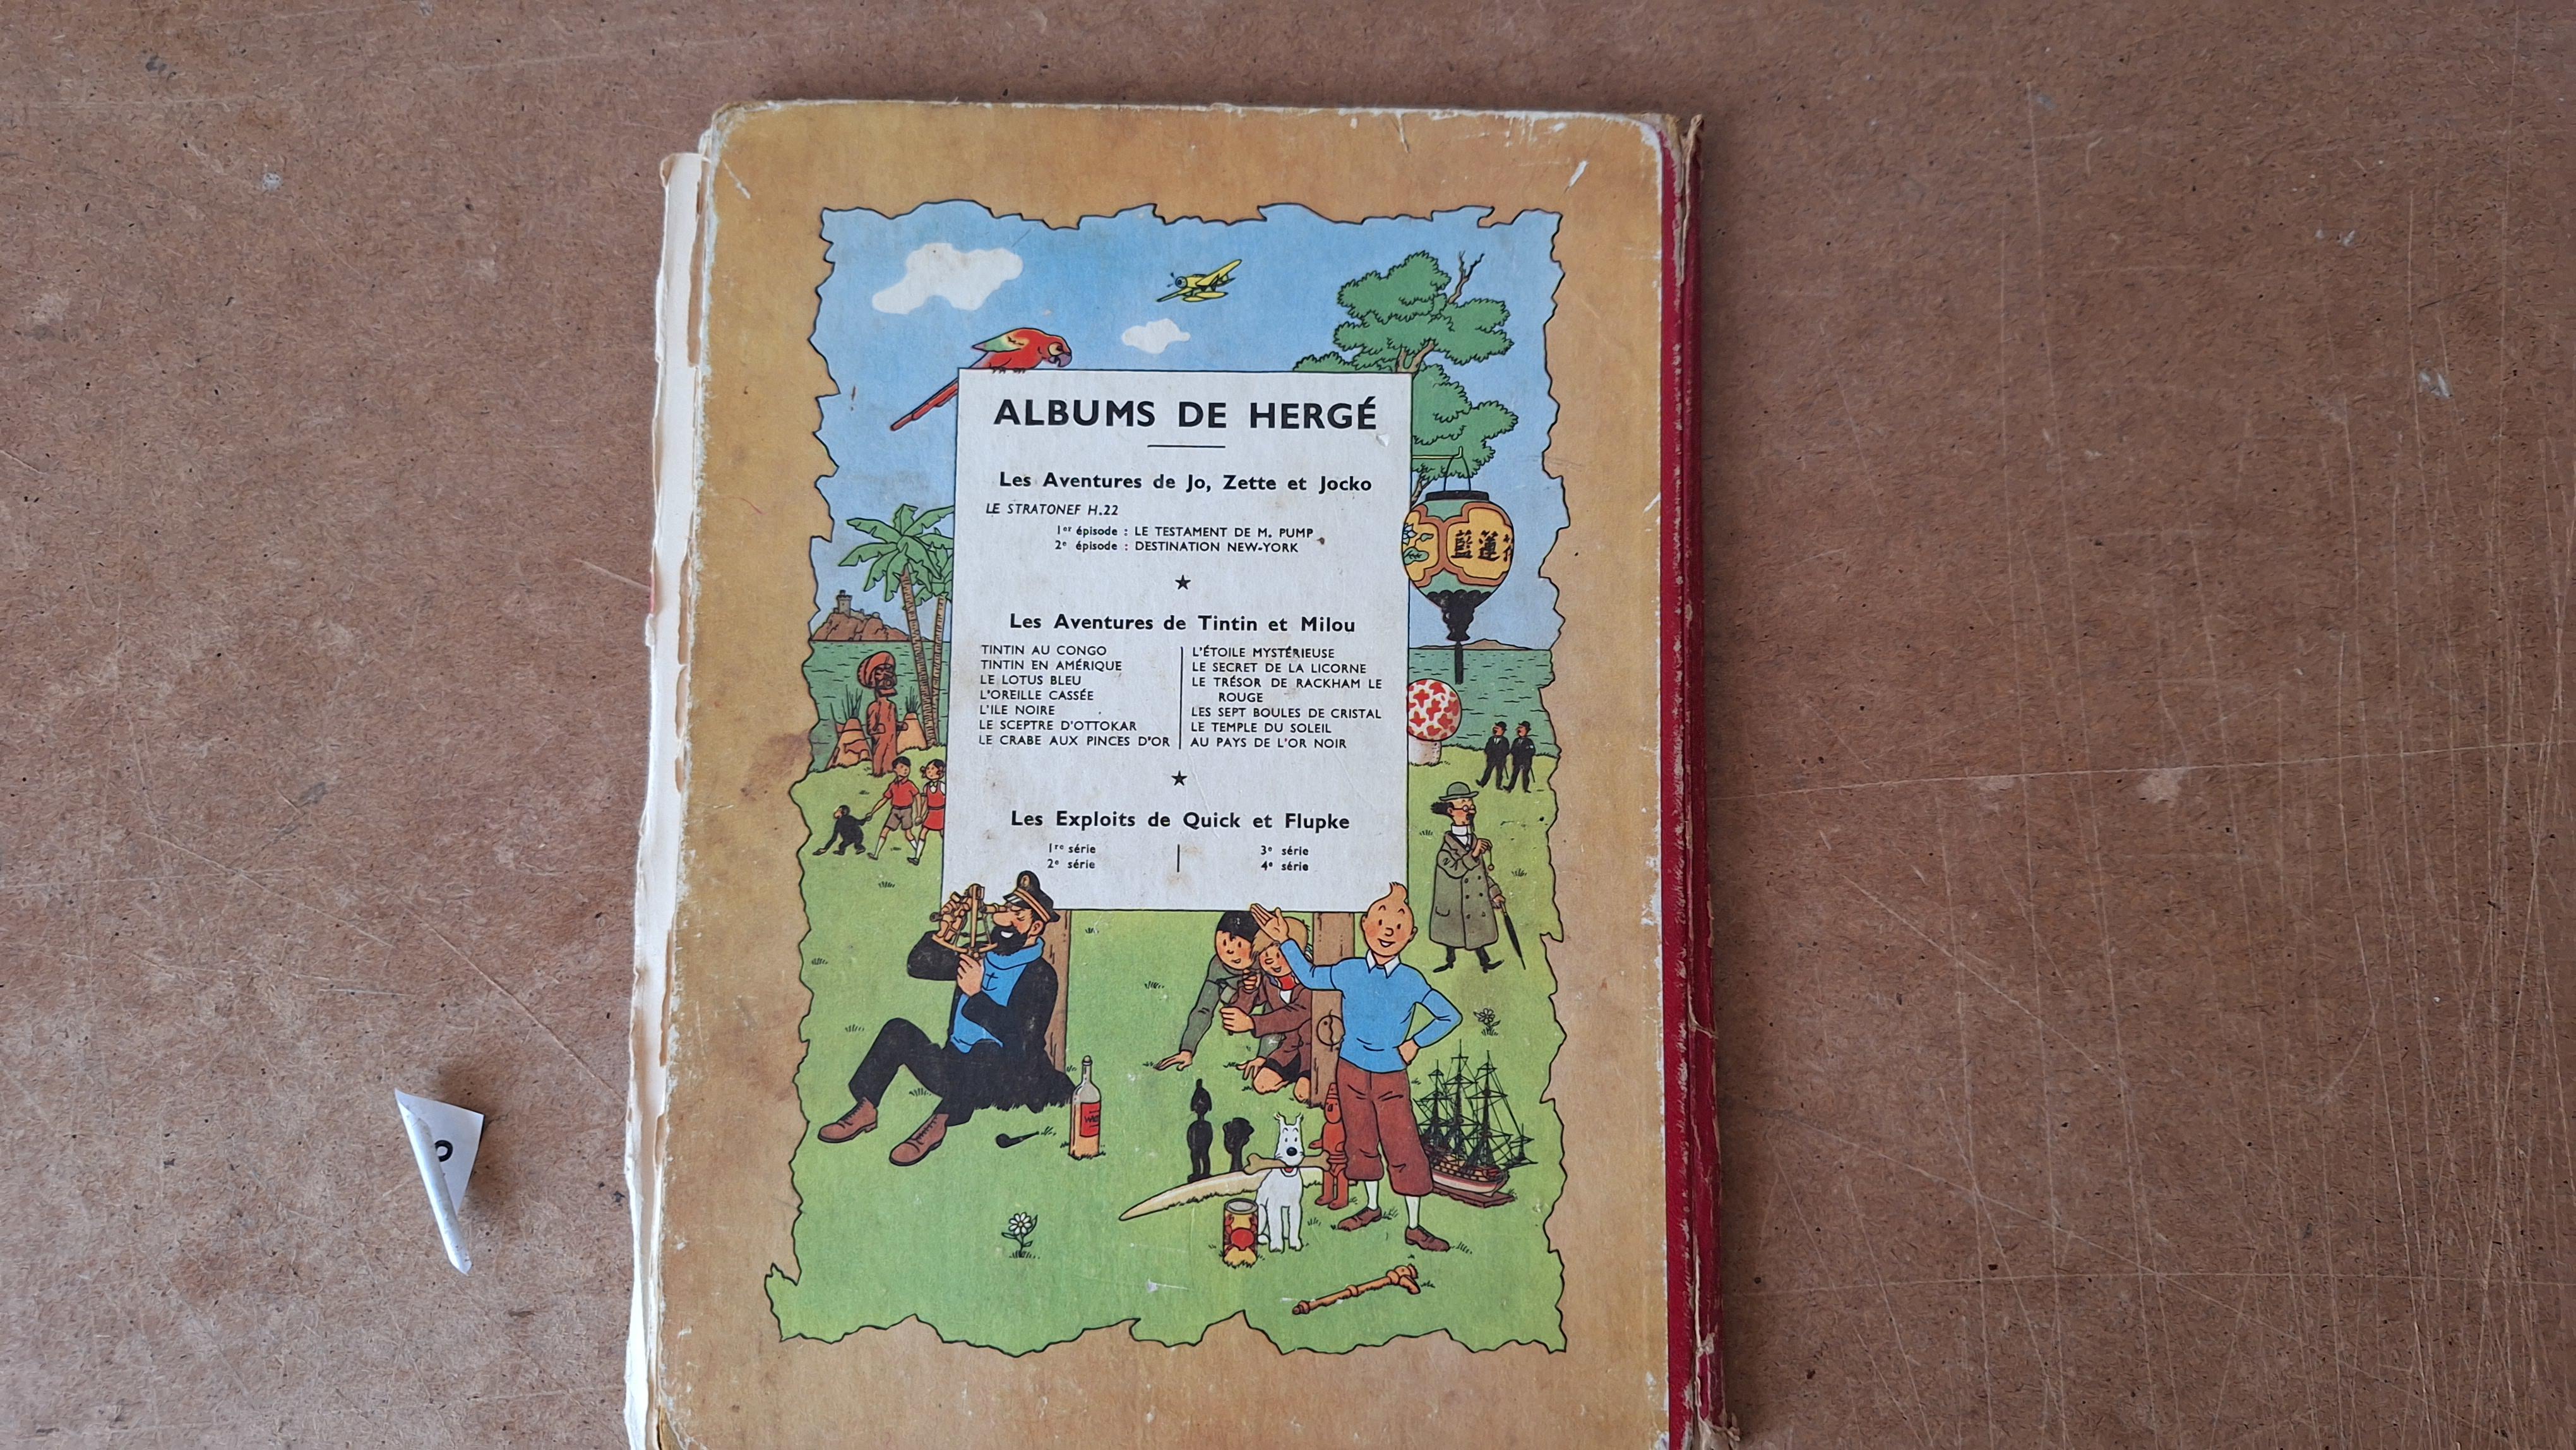 ALBUMS DE HERGÉ
Les Aventures de Jo, Zette et Jocko
LE STRATONEF H.22
1er épisode : LE TESTAMENT DE M. PUMP
2e épisode : DESTINATION NEW-YORK
Les Aventures de Tintin et Milou
TINTIN AU CONGO
TINTIN EN AMÉRIQUE
LE LOTUS BLEU
L'OREILLE CASSÉE
L'ILE NOIRE
LE SCEPTRE D'OTTOKAR
LE CRABE AUX PINCES D'OR
L'ÉTOILE MYSTÉRIEUSE
LE SECRET DE LA LICORNE
LE TRÉSOR DE RACKHAM LE
ROUGE
LES SEPT BOULES DE CRISTAL
LE TEMPLE DU SOLEIL
AU PAYS DE L'OR NOIR
Les Exploits de Quick et Flupke
1re série
2e série
3e série
4e série
藍蓮